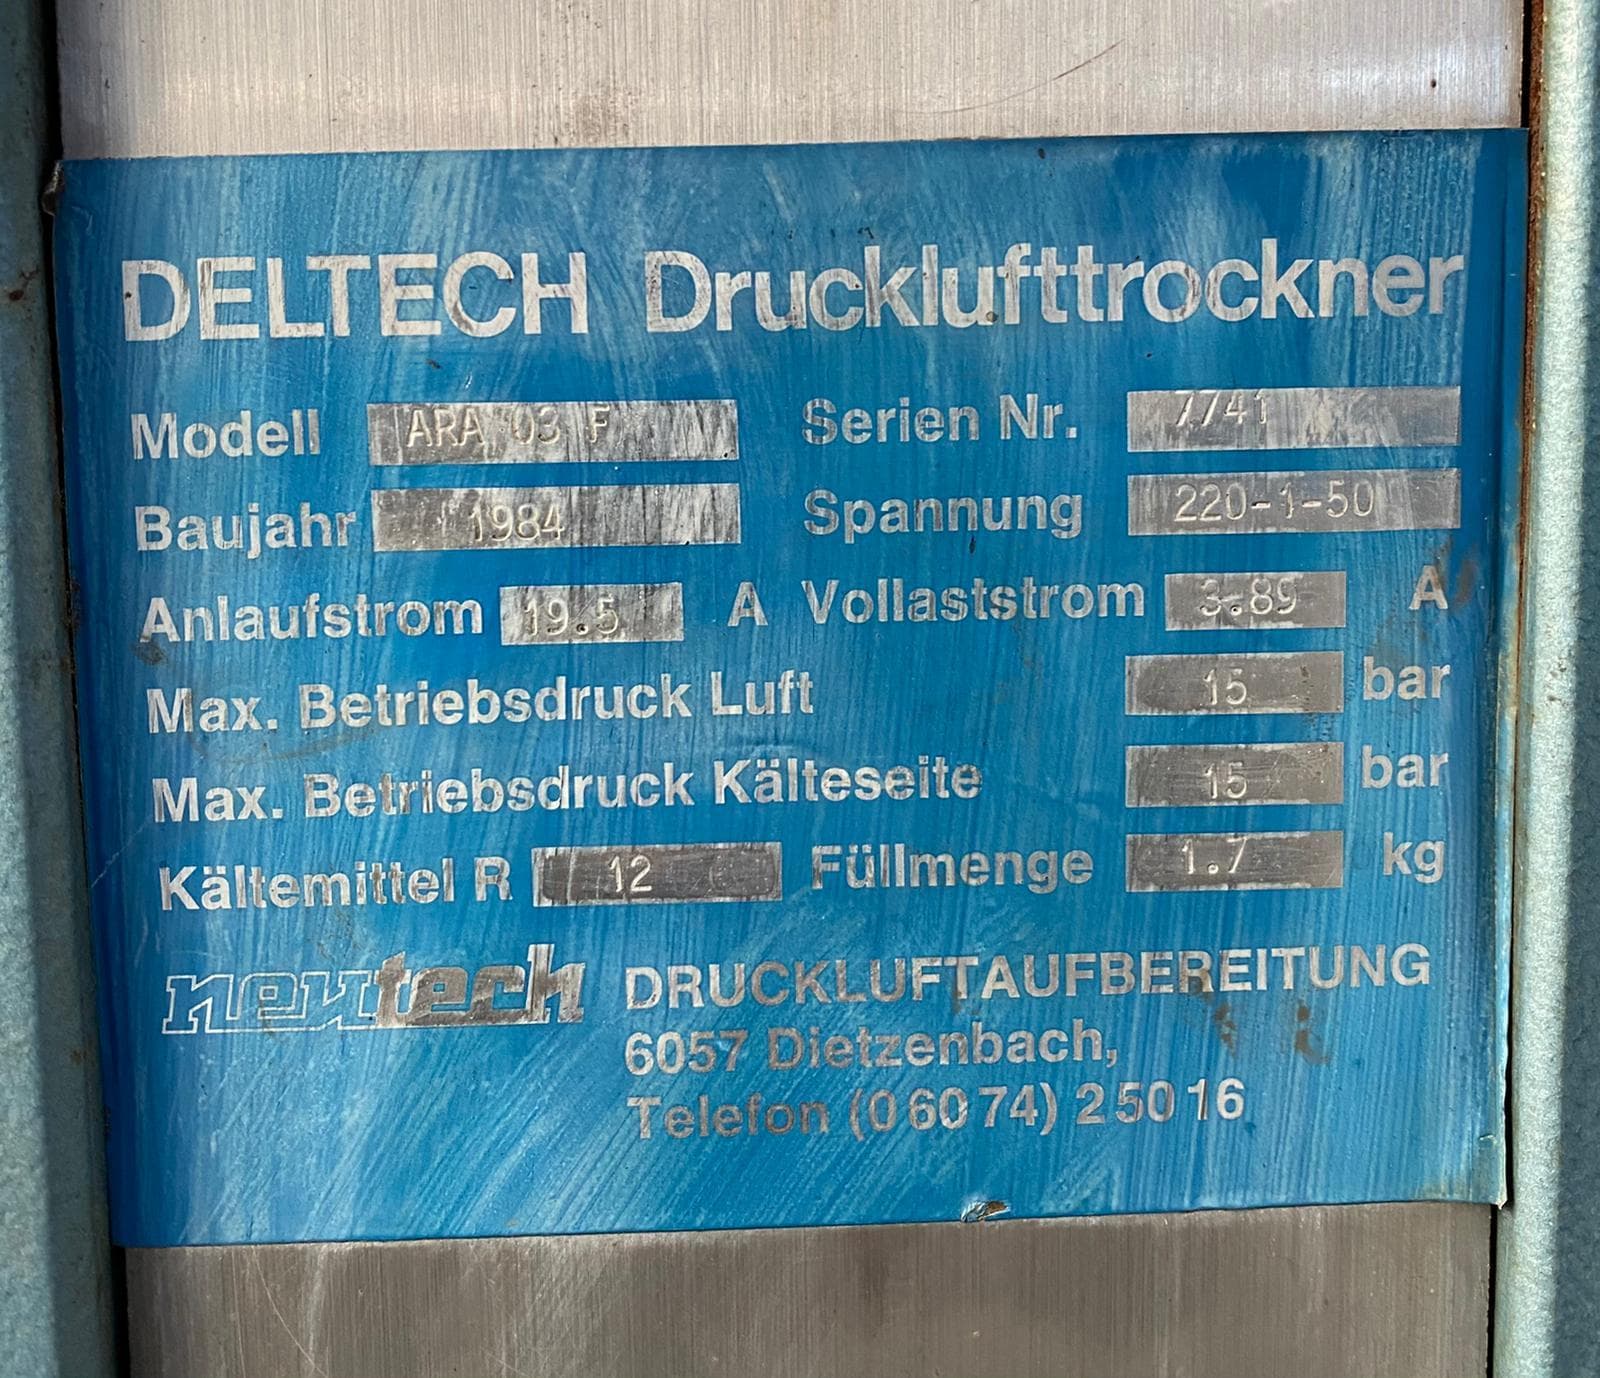 DELTECH Drucklufttrockner
Modell ARA 03 F Serien Nr. 7741
Baujahr 1984 Spannung 220-1-50
Anlaufstrom 19.5 A Vollaststrom 3.89 A
Max. Betriebsdruck Luft 15 bar
Max. Betriebsdruck Kälteseite 15 bar
Kältemittel R 12 Füllmenge 1.7 kg
neutech DRUCKLUFTAUFBEREITUNG
6057 Dietzenbach,
Telefon (0 60 74) 2 50 16